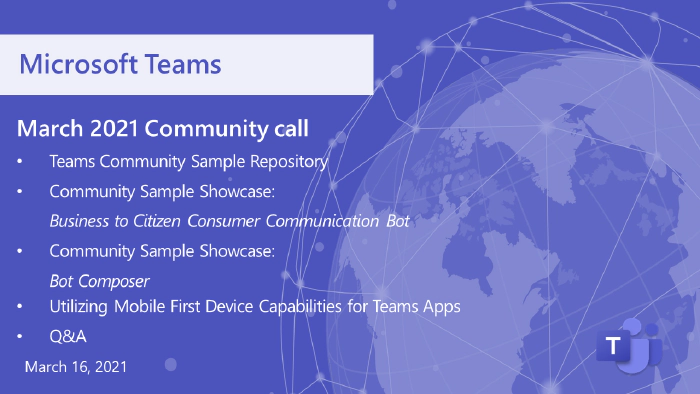 Microsoft Teams
March 2021 Community call
• Teams Community Sample Repository
• Community Sample Showcase:
Business to Citizen Consumer Communication Bot
• Community Sample Showcase:
Bot Composer
• Utilizing Mobile First Device Capabilities for Teams Apps
• Q&A
March 16, 2021
T